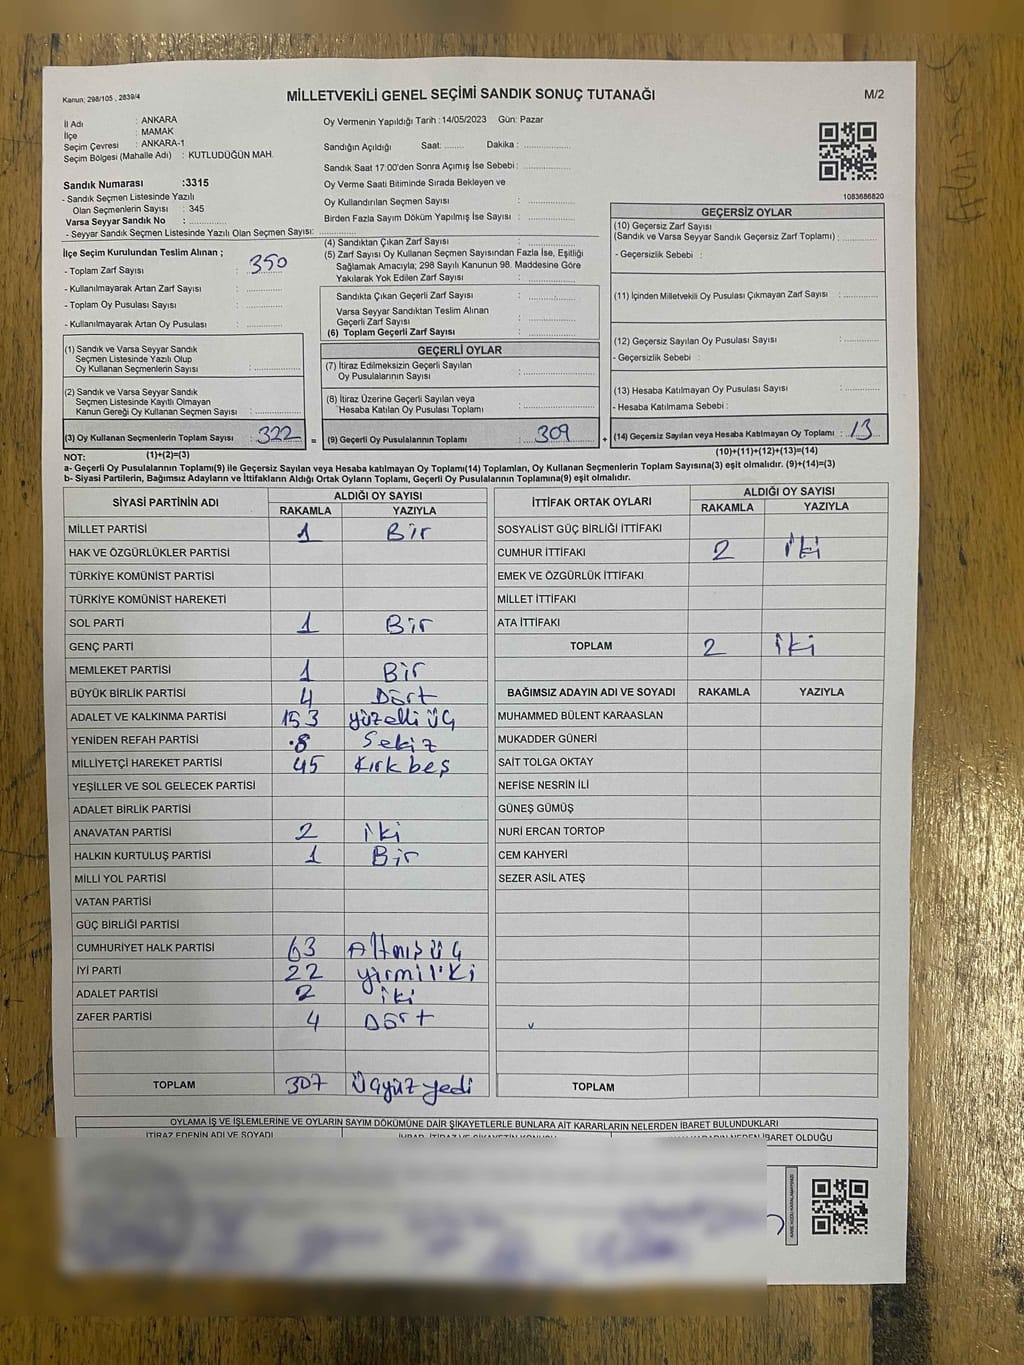 Kanun: 298/105 , 2839/4
MİLLETVEKİLİ GENEL SEÇİMİ SANDIK SONUÇ TUTANAĞI
M/2
İl Adı : ANKARA
İlçe : MAMAK
Seçim Çevresi : ANKARA-1
Seçim Bölgesi (Mahalle Adı) : KUTLUDÜĞÜN MAH.
Sandık Numarası :3315
- Sandık Seçmen Listesinde Yazılı
Olan Seçmenlerin Sayısı : 345
Varsa Seyyar Sandık No :
- Seyyar Sandık Seçmen Listesinde Yazılı Olan Seçmen Sayısı:
Oy Vermenin Yapıldığı Tarih :14/05/2023 Gün: Pazar
Sandığın Açıldığı Saat: Dakika :
Sandık Saat 17:00'den Sonra Açımış İse Sebebi :
Oy Verme Saati Bitiminde Sırada Bekleyen ve
Oy Kullandırılan Seçmen Sayısı :
Birden Fazla Sayım Döküm Yapılmış İse Sayısı :
1083686820
İlçe Seçim Kurulundan Teslim Alınan ;
- Toplam Zarf Sayısı : 350
- Kullanılmayarak Artan Zarf Sayısı :
- Toplam Oy Pusulası Sayısı :
- Kullanılmayarak Artan Oy Pusulası :
(1) Sandık ve Varsa Seyyar Sandık
Seçmen Listesinde Yazılı Olup
Oy Kullanan Seçmenlerin Sayısı :
(2) Sandık ve Varsa Seyyar Sandık
Seçmen Listesinde Kayıtlı Olmayan
Kanun Gereği Oy Kullanan Seçmen Sayısı :
(3) Oy Kullanan Seçmenlerin Toplam Sayısı : 322 =
(4) Sandıktan Çıkan Zarf Sayısı :
(5) Zarf Sayısı Oy Kullanan Seçmen Sayısından Fazla İse, Eşitliği
Sağlamak Amacıyla; 298 Sayılı Kanunun 98. Maddesine Göre
Yakılarak Yok Edilen Zarf Sayısı :
Sandıkta Çıkan Geçerli Zarf Sayısı :
Varsa Seyyar Sandıktan Teslim Alınan
Geçerli Zarf Sayısı :
(6) Toplam Geçerli Zarf Sayısı :
GEÇERLİ OYLAR
(7) İtiraz Edilmeksizin Geçerli Sayılan
Oy Pusulalarının Sayısı :
(8) İtiraz Üzerine Geçerli Sayılan veya
Hesaba Katılan Oy Pusulası Toplamı :
(9) Geçerli Oy Pusulalarının Toplamı : 309 +
GEÇERSİZ OYLAR
(10) Geçersiz Zarf Sayısı
(Sandık ve Varsa Seyyar Sandık Geçersiz Zarf Toplamı) :
- Geçersizlik Sebebi :
(11) İçinden Milletvekili Oy Pusulası Çıkmayan Zarf Sayısı :
(12) Geçersiz Sayılan Oy Pusulası Sayısı :
- Geçersizlik Sebebi :
(13) Hesaba Katılmayan Oy Pusulası Sayısı :
- Hesaba Katılmama Sebebi :
(14) Geçersiz Sayılan veya Hesaba Katılmayan Oy Toplamı : 13
NOT: (1)+(2)=(3)
(10)+(11)+(12)+(13)=(14)
a- Geçerli Oy Pusulalarının Toplamı(9) ile Geçersiz Sayılan veya Hesaba katılmayan Oy Toplamı(14) Toplamları, Oy Kullanan Seçmenlerin Toplam Sayısına(3) eşit olmalıdır. (9)+(14)=(3)
b- Siyasi Partilerin, Bağımsız Adayların ve İttifakların Aldığı Ortak Oyların Toplamı, Geçerli Oy Pusulalarının Toplamına(9) eşit olmalıdır.
SİYASİ PARTİNİN ADI ALDIĞI OY SAYISI
RAKAMLA YAZIYLA
MİLLET PARTİSİ 1 Bir
HAK VE ÖZGÜRLÜKLER PARTİSİ
TÜRKİYE KOMÜNİST PARTİSİ
TÜRKİYE KOMÜNİST HAREKETİ
SOL PARTİ 1 Bir
GENÇ PARTİ
MEMLEKET PARTİSİ 1 Bir
BÜYÜK BİRLİK PARTİSİ 4 Dört
ADALET VE KALKINMA PARTİSİ 153 yüzelli üç
YENİDEN REFAH PARTİSİ 8 Sekiz
MİLLİYETÇİ HAREKET PARTİSİ 45 Kırk beş
YEŞİLLER VE SOL GELECEK PARTİSİ
ADALET BİRLİK PARTİSİ
ANAVATAN PARTİSİ 2 iki
HALKIN KURTULUŞ PARTİSİ 1 Bir
MİLLİ YOL PARTİSİ
VATAN PARTİSİ
GÜÇ BİRLİĞİ PARTİSİ
CUMHURİYET HALK PARTİSİ 63 Altmış üç
İYİ PARTİ 22 yirmi iki
ADALET PARTİSİ 2 iki
ZAFER PARTİSİ 4 Dört
TOPLAM 307 Üçyüz yedi
İTTİFAK ORTAK OYLARI ALDIĞI OY SAYISI
RAKAMLA YAZIYLA
SOSYALİST GÜÇ BİRLİĞİ İTTİFAKI
CUMHUR İTTİFAKI 2 iki
EMEK VE ÖZGÜRLÜK İTTİFAKI
MİLLET İTTİFAKI
ATA İTTİFAKI
TOPLAM 2 iki
BAĞIMSIZ ADAYIN ADI VE SOYADI RAKAMLA YAZIYLA
MUHAMMED BÜLENT KARAASLAN
MUKADDER GÜNERİ
SAİT TOLGA OKTAY
NEFİSE NESRİN İLİ
GÜNEŞ GÜMÜŞ
NURİ ERCAN TORTOP
CEM KAHYERİ
SEZER ASİL ATEŞ
TOPLAM
OYLAMA İŞ VE İŞLEMLERİNE VE OYLARIN SAYIM DÖKÜMÜNE DAİR ŞİKAYETLERLE BUNLARA AİT KARARLARIN NELERDEN İBARET BULUNDUKLARI
İTİRAZ EDENİN ADI VE SOYADI
İBARET OLDUĞU